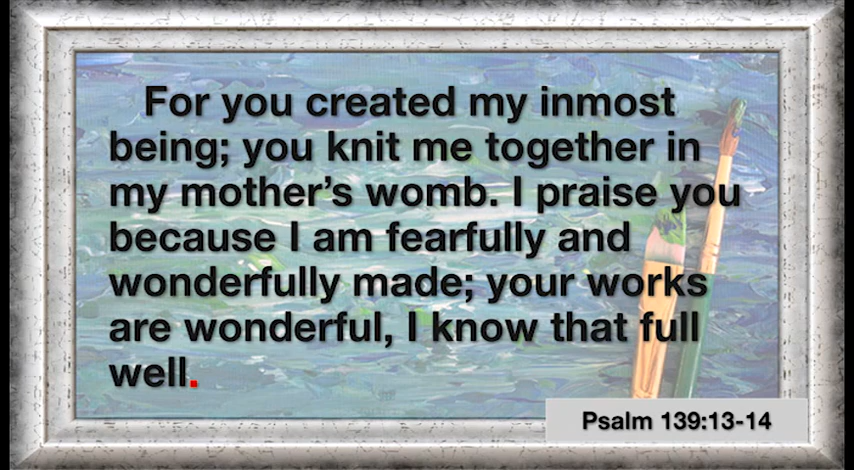 For you created my inmost
being; you knit me together in
my mother’s womb. I praise you
because I am fearfully and
wonderfully made; your works
are wonderful, I know that full
well.
Psalm 139:13-14